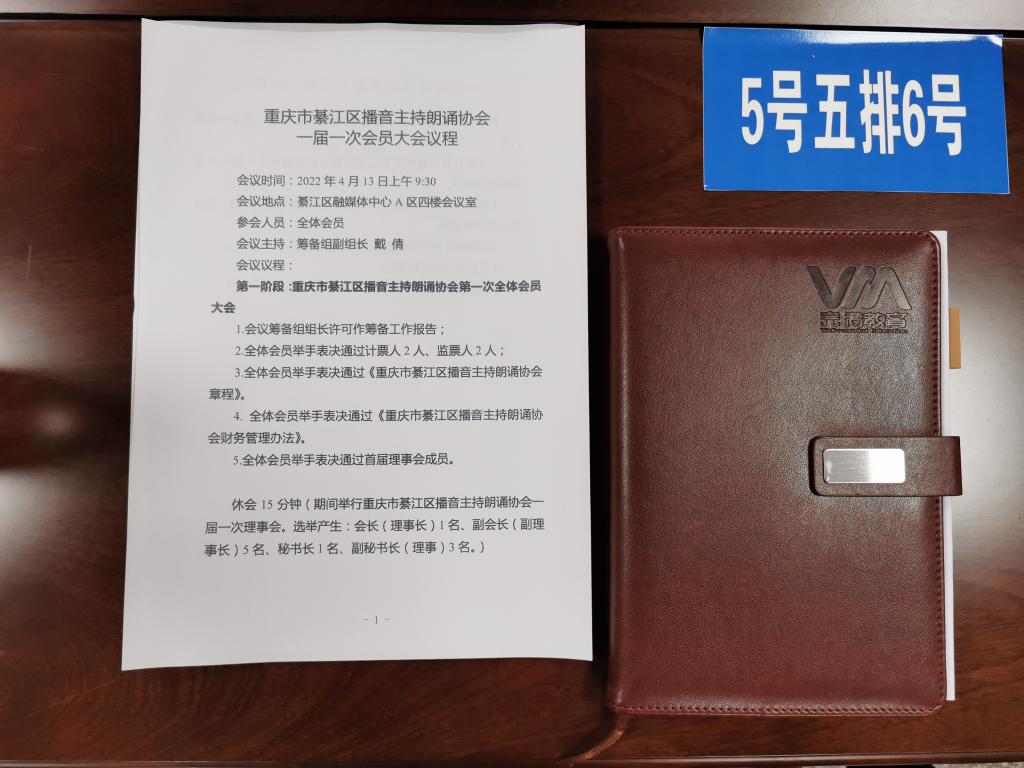 重庆市綦江区播音主持朗诵协会
一届一次会员大会议程
会议时间：2022 年 4 月 13 日上午 9:30
会议地点：綦江区融媒体中心 A 区四楼会议室
参会人员：全体会员
会议主持：筹备组副组长 戴 倩
会议议程：
第一阶段：重庆市綦江区播音主持朗诵协会第一次全体会员
大会
1.会议筹备组组长许可作筹备工作报告；
2.全体会员举手表决通过计票人 2 人、监票人 2 人；
3.全体会员举手表决通过《重庆市綦江区播音主持朗诵协会
章程》。
4. 全体会员举手表决通过《重庆市綦江区播音主持朗诵协
会财务管理办法》。
5.全体会员举手表决通过首届理事会成员。
休会 15 分钟（期间举行重庆市綦江区播音主持朗诵协会一
届一次理事会。选举产生：会长（理事长）1 名、副会长（副理
事长）5 名、秘书长 1 名、副秘书长（理事）3 名。）
- 1 -
5号五排6号
VM
教育